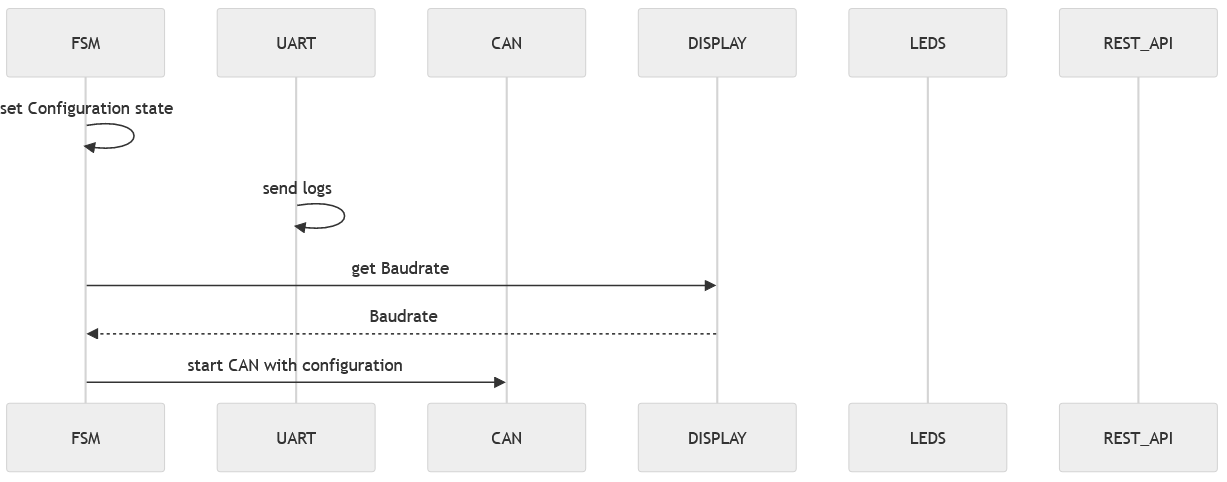 FSM
UART
CAN
DISPLAY
LEDS
REST_API
set Configuration state
send logs
get Baudrate
Baudrate
start CAN with configuration
FSM
UART
CAN
DISPLAY
LEDS
REST_API